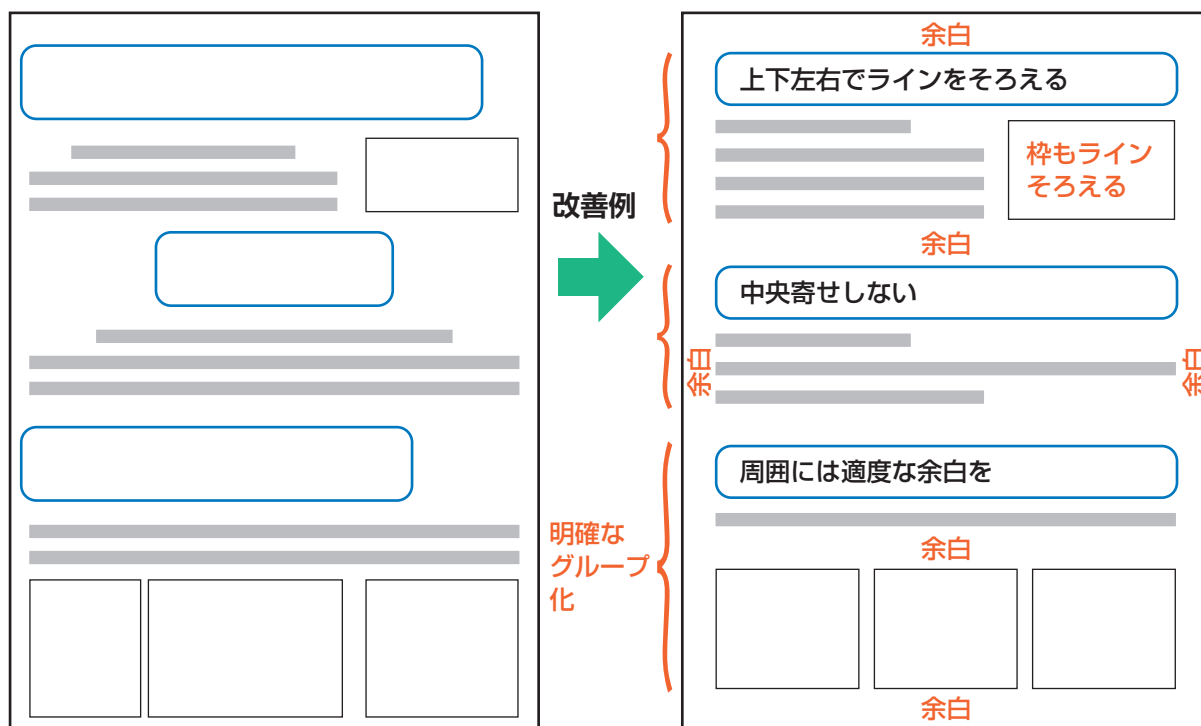 改善例
明確な
グループ
化
余白
上下左右でラインをそろえる
枠もライン
そろえる
余白
中央寄せしない
余白
余白
周囲には適度な余白を
余白
余白